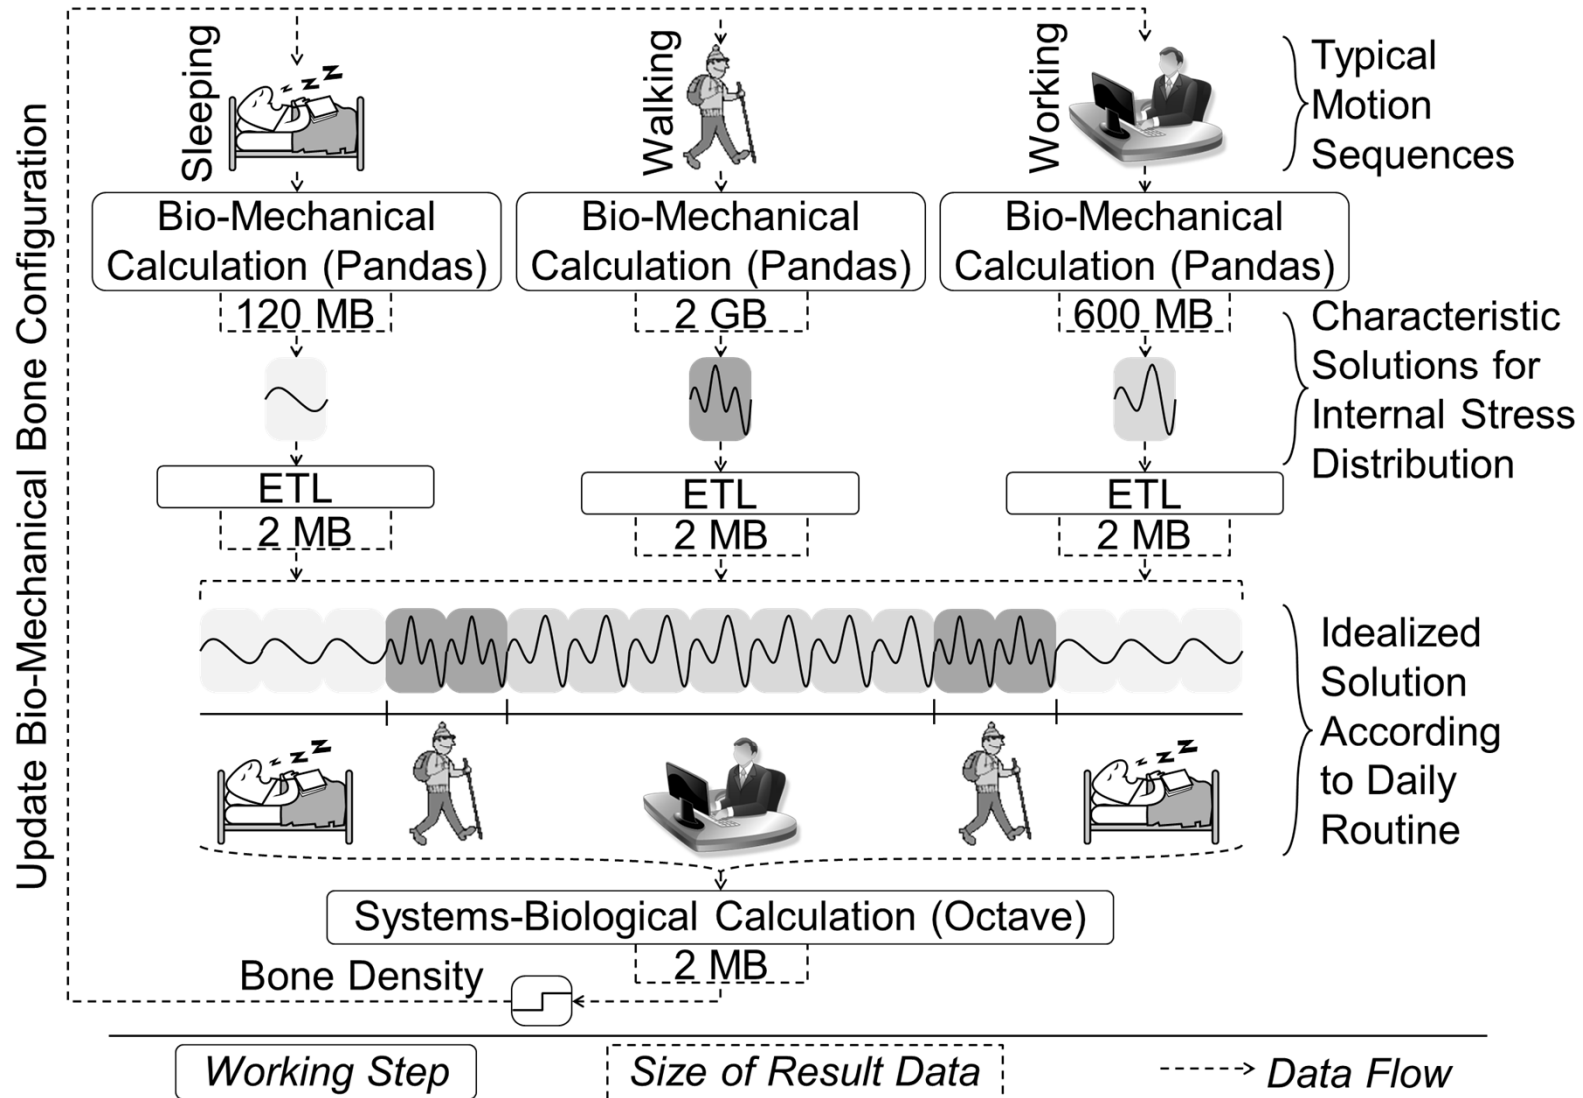 Update Bio-Mechanical Bone Configuration
Sleeping
z z z
Walking
Working
Typical
Motion
Sequences
Bio-Mechanical
Calculation (Pandas)
Bio-Mechanical
Calculation (Pandas)
Bio-Mechanical
Calculation (Pandas)
120 MB
2 GB
600 MB
Characteristic
Solutions for
Internal Stress
Distribution
ETL
ETL
ETL
2 MB
2 MB
2 MB
Idealized
Solution
According
to Daily
Routine
z z z
z z z
Systems-Biological Calculation (Octave)
2 MB
Bone Density
Working Step
Size of Result Data
Data Flow